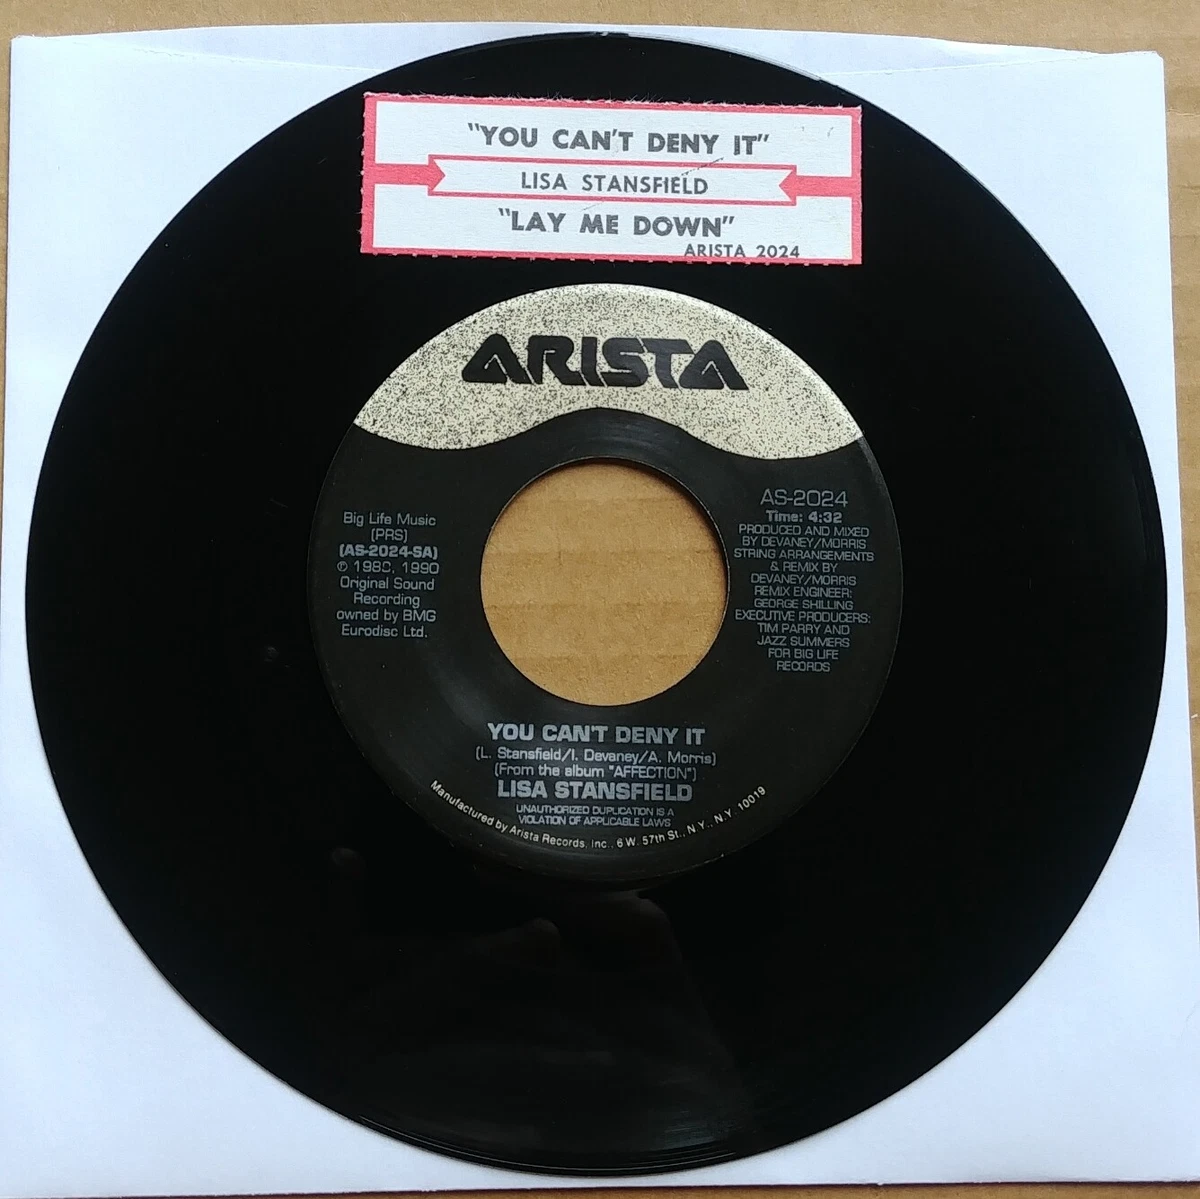 "YOU CAN'T DENY IT"
LISA STANSFIELD
"LAY ME DOWN"
ARISTA 2024
ARISTA
Big Life Music
(PRS)
(AS-2024-SA)
℗ 1989, 1990
Original Sound
Recording
owned by BMG
Eurodisc Ltd.
AS-2024
Time: 4:32
PRODUCED AND MIXED
BY DEVANEY/MORRIS
STRING ARRANGEMENTS
& REMIX BY
DEVANEY/MORRIS
REMIX ENGINEER:
GEORGE SHILLING
EXECUTIVE PRODUCERS:
TIM PARRY AND
JAZZ SUMMERS
FOR BIG LIFE
RECORDS
YOU CAN'T DENY IT
(L. Stansfield/I. Devaney/A. Morris)
(From the album "AFFECTION")
LISA STANSFIELD
UNAUTHORIZED DUPLICATION IS A
VIOLATION OF APPLICABLE LAWS
Manufactured by Arista Records, Inc., 6 W. 57th St., N.Y., N.Y. 10019